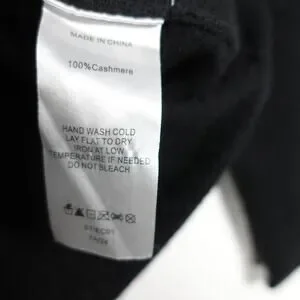 MADE IN CHINA
100%Cashmere
HAND WASH COLD
LAY FLAT TO DRY
IRON AT LOW
TEMPERATURE IF NEEDED
DO NOT BLEACH